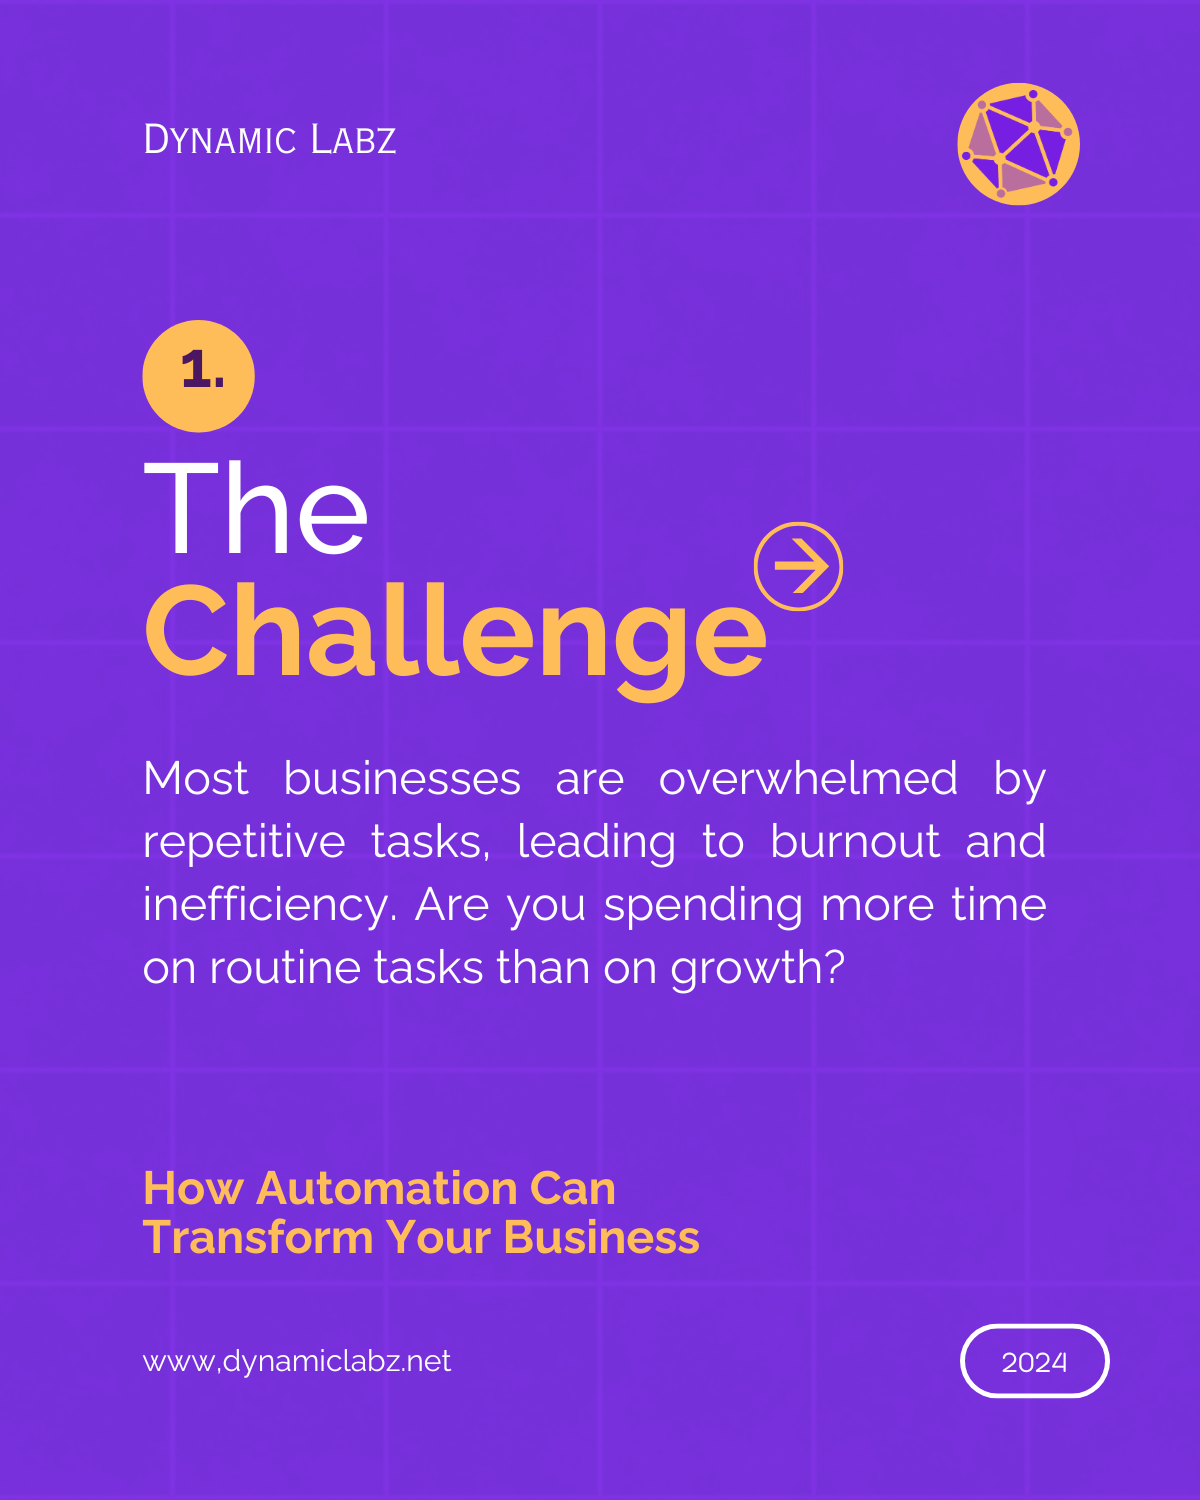 Dynamic Labz
1.
The
Challenge
Most businesses are overwhelmed by
repetitive tasks, leading to burnout and
inefficiency. Are you spending more time
on routine tasks than on growth?
How Automation Can
Transform Your Business
www,dynamiclabz.net
2024